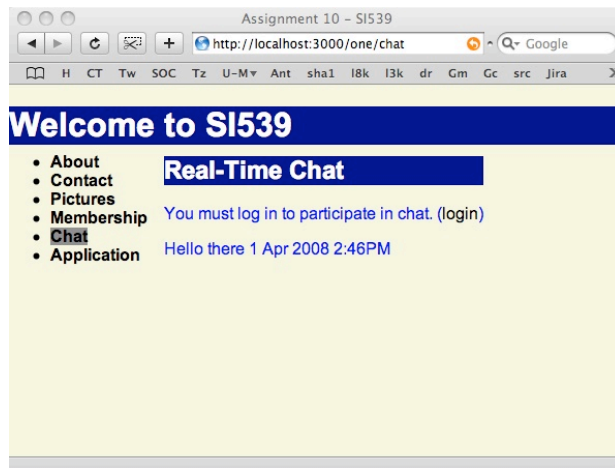 Assignment 10 - SI539
http://localhost:3000/one/chat
Google
H CT Tw SOC Tz U-M▾ Ant sha1 l8k l3k dr Gm Gc src Jira
Welcome to SI539
About
Contact
Pictures
Membership
Chat
Application
Real-Time Chat
You must log in to participate in chat. (login)
Hello there 1 Apr 2008 2:46PM